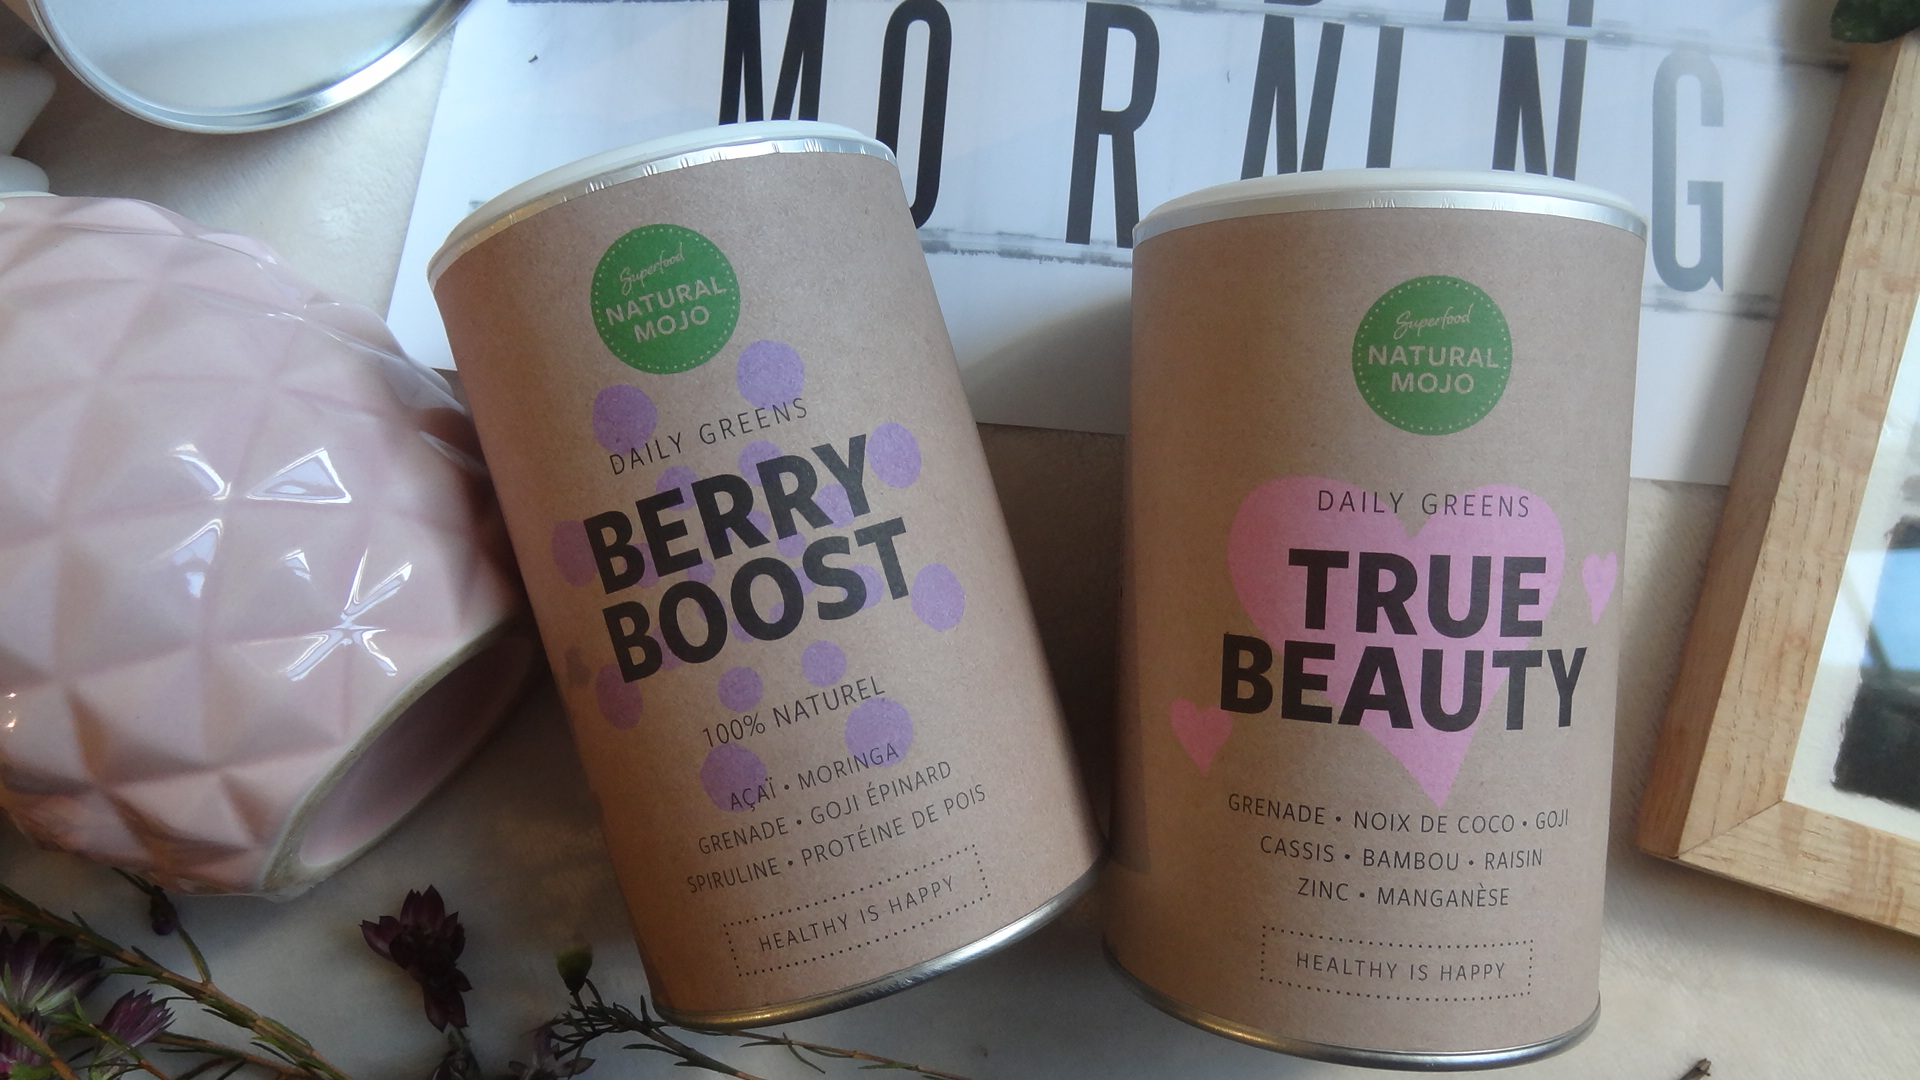 MORNING
Superfood
NATURAL
MOJO
DAILY GREENS
BERRY
BOOST
100% NATUREL
AÇAÏ • MORINGA
GRENADE • GOJI ÉPINARD
SPIRULINE • PROTÉINE DE POIS
HEALTHY IS HAPPY
Superfood
NATURAL
MOJO
DAILY GREENS
TRUE
BEAUTY
GRENADE • NOIX DE COCO • GOJI
CASSIS • BAMBOU • RAISIN
ZINC • MANGANÈSE
HEALTHY IS HAPPY